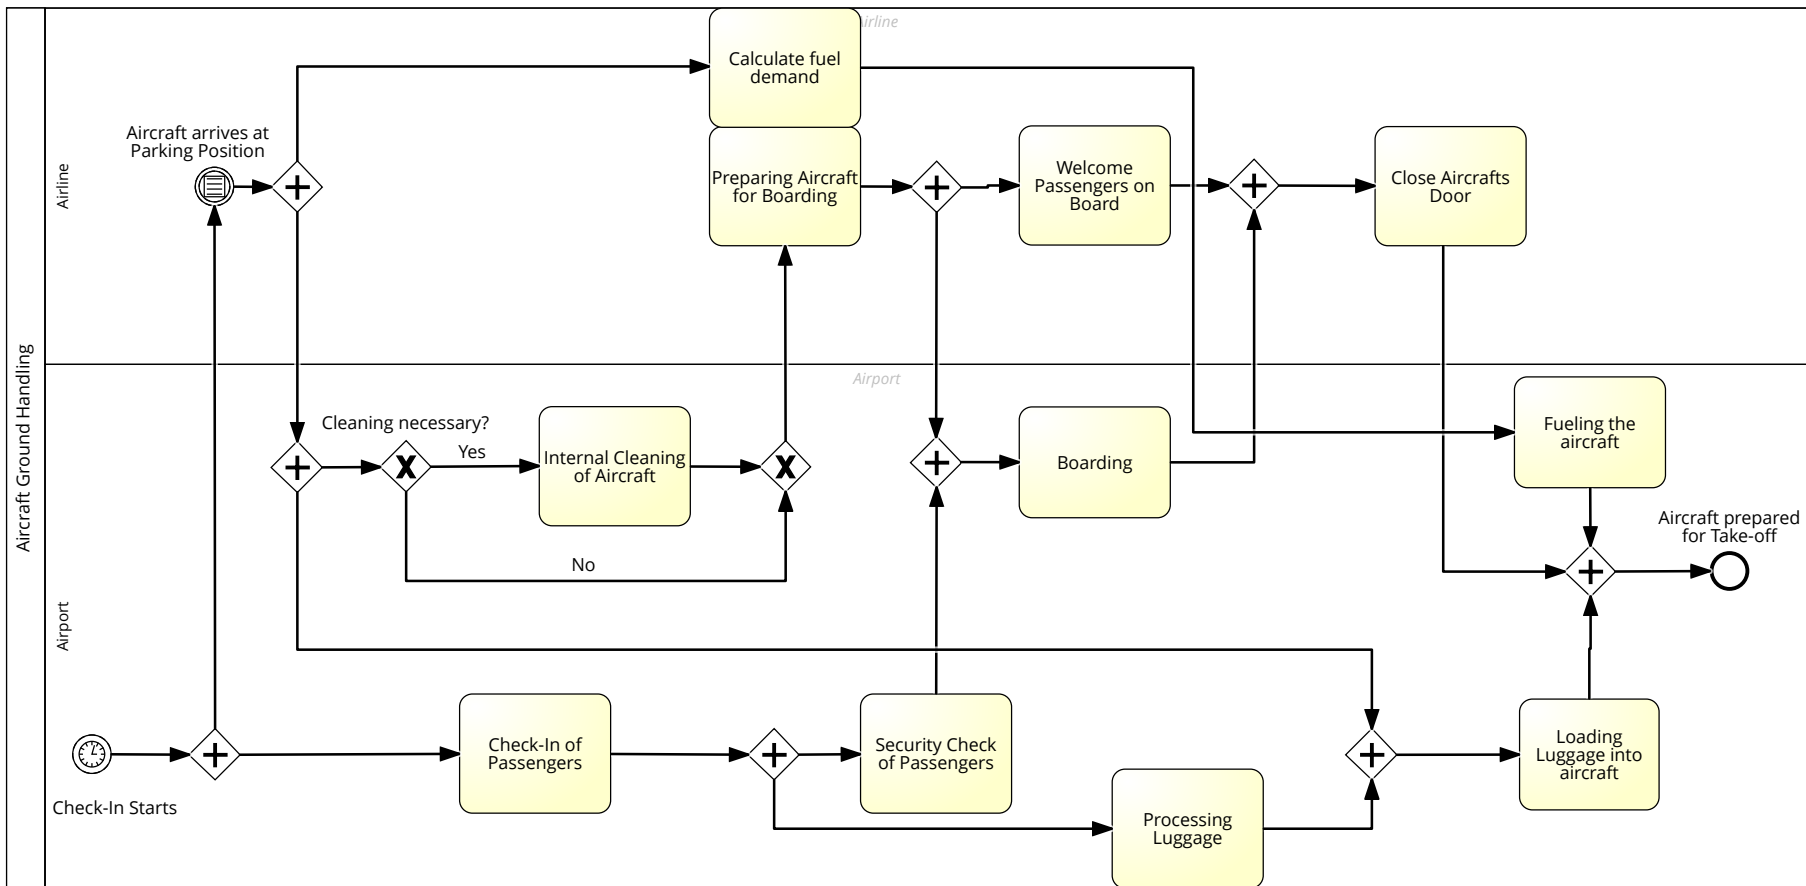 Airline
Calculate fuel
demand
Aircraft arrives at
Parking Position
Airline
Preparing Aircraft
for Boarding
Welcome
Passengers on
Board
Close Aircrafts
Door
Aircraft Ground Handling
Airport
Cleaning necessary?
Yes
Internal Cleaning
of Aircraft
No
Boarding
Fueling the
aircraft
Aircraft prepared
for Take-off
Airport
Check-In Starts
Check-In of
Passengers
Security Check
of Passengers
Processing
Luggage
Loading
Luggage into
aircraft